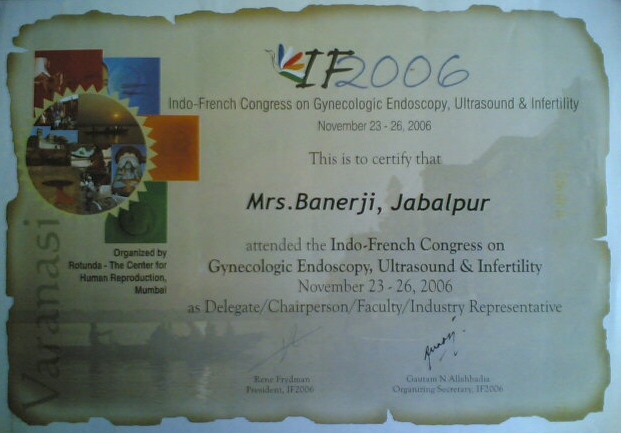 IF2006
Indo-French Congress on Gynecologic Endoscopy, Ultrasound & Infertility
November 23 - 26, 2006
This is to certify that
Mrs.Banerji, Jabalpur
attended the Indo-French Congress on
Gynecologic Endoscopy, Ultrasound & Infertility
November 23 - 26, 2006
as Delegate/Chairperson/Faculty/Industry Representative
Organized by
Rotunda - The Center for
Human Reproduction,
Mumbai
Varanasi
Rene Frydman
President, IF2006
Gautam N Allahbadia
Organizing Secretary, IF2006